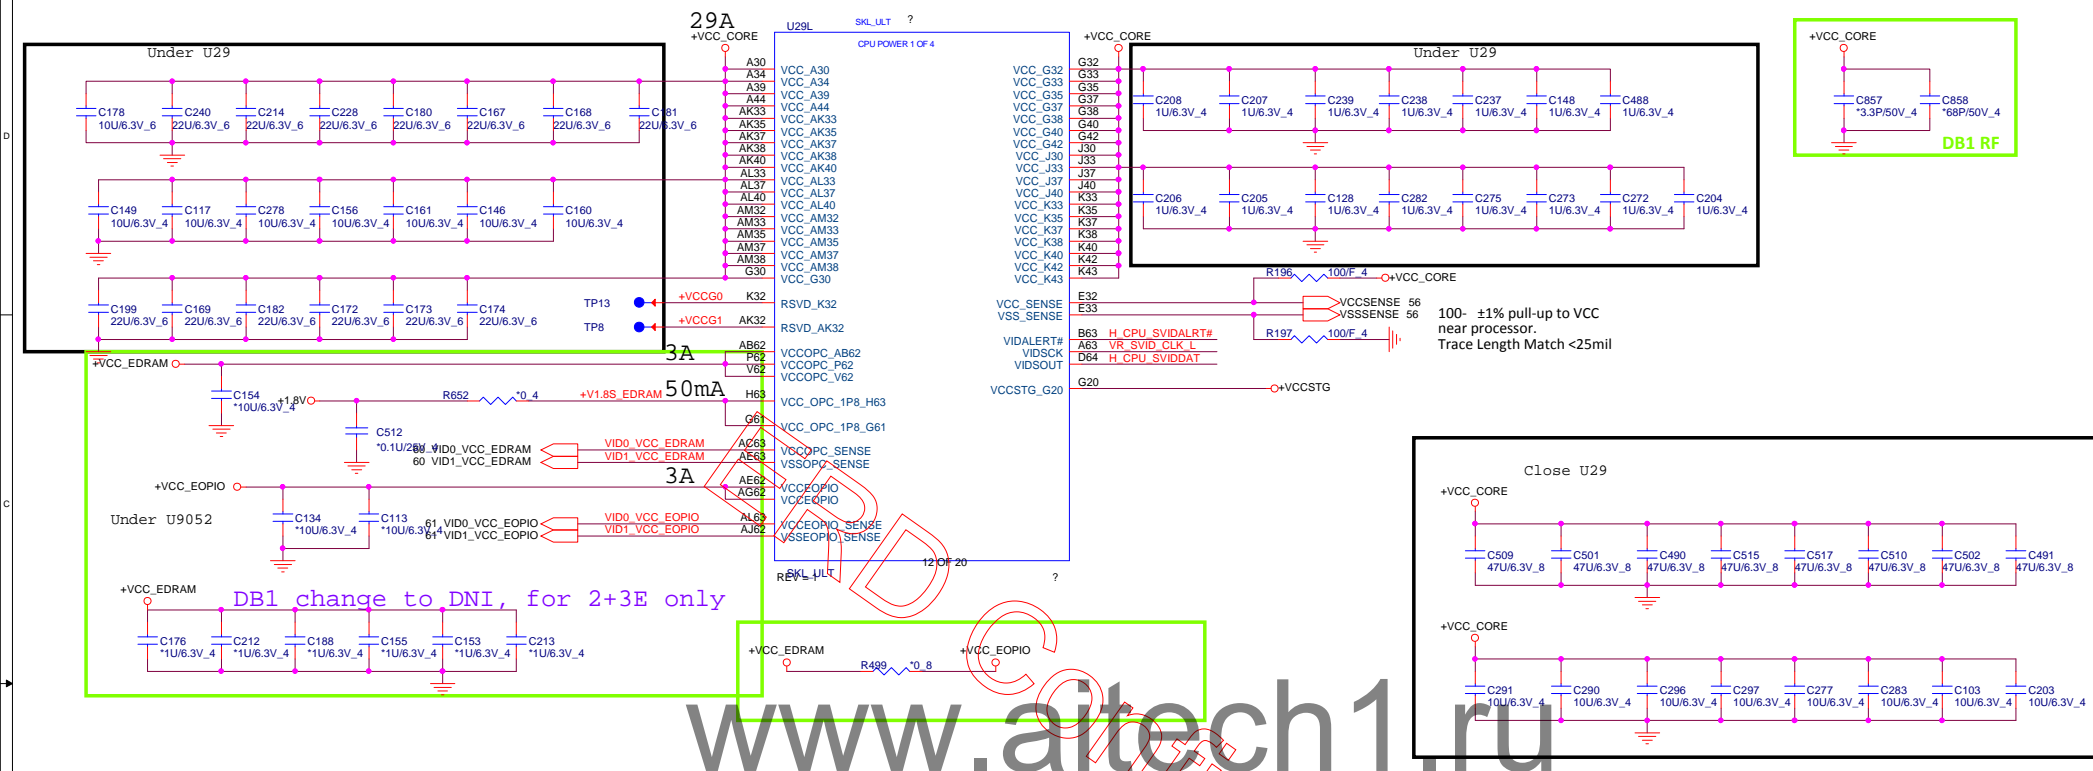 29A
+VCC_CORE
U29L
SKL_ULT
?
CPU POWER 1 OF 4
+VCC_CORE
+VCC_CORE
Under U29
Under U29
C178
10U/6.3V_6
C240
22U/6.3V_6
C214
22U/6.3V_6
C228
22U/6.3V_6
C180
22U/6.3V_6
C167
22U/6.3V_6
C168
22U/6.3V_6
C181
22U/6.3V_6
C149
10U/6.3V_4
C117
10U/6.3V_4
C278
10U/6.3V_4
C156
10U/6.3V_4
C161
10U/6.3V_4
C146
10U/6.3V_4
C160
10U/6.3V_4
C199
22U/6.3V_6
C169
22U/6.3V_6
C182
22U/6.3V_6
C172
22U/6.3V_6
C173
22U/6.3V_6
C174
22U/6.3V_6
TP13
+VCCG0
TP8
+VCCG1
A30 VCC_A30
A34 VCC_A34
A39 VCC_A39
A44 VCC_A44
AK33 VCC_AK33
AK35 VCC_AK35
AK37 VCC_AK37
AK38 VCC_AK38
AK40 VCC_AK40
AL33 VCC_AL33
AL37 VCC_AL37
AL40 VCC_AL40
AM32 VCC_AM32
AM33 VCC_AM33
AM35 VCC_AM35
AM37 VCC_AM37
AM38 VCC_AM38
G30 VCC_G30
K32 RSVD_K32
AK32 RSVD_AK32
AB62 VCCOPC_AB62
P62 VCCOPC_P62
V62 VCCOPC_V62
H63 VCC_OPC_1P8_H63
G61 VCC_OPC_1P8_G61
AC63 VCCOPC_SENSE
AE63 VSSOPC_SENSE
AE62 VCCEOPIO
AG62 VCCEOPIO
AL63 VCCEOPIO_SENSE
AJ62 VSSEOPIO_SENSE
VCC_G32 G32
VCC_G33 G33
VCC_G35 G35
VCC_G37 G37
VCC_G38 G38
VCC_G40 G40
VCC_G42 G42
VCC_J30 J30
VCC_J33 J33
VCC_J37 J37
VCC_J40 J40
VCC_K33 K33
VCC_K35 K35
VCC_K37 K37
VCC_K38 K38
VCC_K40 K40
VCC_K42 K42
VCC_K43 K43
VCC_SENSE E32
VSS_SENSE E33
VIDALERT# B63 H_CPU_SVIDALRT#
VIDSCK A63 VR_SVID_CLK_L
VIDSOUT D64 H_CPU_SVIDDAT
VCCSTG_G20 G20
+VCCSTG
12 OF 20
SKL_ULT
REV = 1
?
C208
1U/6.3V_4
C207
1U/6.3V_4
C239
1U/6.3V_4
C238
1U/6.3V_4
C237
1U/6.3V_4
C148
1U/6.3V_4
C488
1U/6.3V_4
C206
1U/6.3V_4
C205
1U/6.3V_4
C128
1U/6.3V_4
C282
1U/6.3V_4
C275
1U/6.3V_4
C273
1U/6.3V_4
C272
1U/6.3V_4
C204
1U/6.3V_4
R196 100/F_4 +VCC_CORE
VCCSENSE 56
VSSSENSE 56
R197 100/F_4
100- ±1% pull-up to VCC
near processor.
Trace Length Match <25mil
+VCC_CORE
C857
*3.3P/50V_4
C858
*68P/50V_4
DB1 RF
+VCC_EDRAM
3A
C154
*10U/6.3V_4
+1.8V
R652 *0_4
+V1.8S_EDRAM
50mA
C512
*0.1U/25V_4
60 VID0_VCC_EDRAM
VID0_VCC_EDRAM
60 VID1_VCC_EDRAM
VID1_VCC_EDRAM
+VCC_EOPIO
3A
Under U9052
C134
*10U/6.3V_4
C113
*10U/6.3V_4
61 VID0_VCC_EOPIO
VID0_VCC_EOPIO
61 VID1_VCC_EOPIO
VID1_VCC_EOPIO
+VCC_EDRAM
DB1 change to DNI, for 2+3E only
C176
*1U/6.3V_4
C212
*1U/6.3V_4
C188
*1U/6.3V_4
C155
*1U/6.3V_4
C153
*1U/6.3V_4
C213
*1U/6.3V_4
+VCC_EDRAM
R499 *0_8
+VCC_EOPIO
Close U29
+VCC_CORE
C509
47U/6.3V_8
C501
47U/6.3V_8
C490
47U/6.3V_8
C515
47U/6.3V_8
C517
47U/6.3V_8
C510
47U/6.3V_8
C502
47U/6.3V_8
C491
47U/6.3V_8
+VCC_CORE
C291
10U/6.3V_4
C290
10U/6.3V_4
C296
10U/6.3V_4
C297
10U/6.3V_4
C277
10U/6.3V_4
C283
10U/6.3V_4
C103
10U/6.3V_4
C203
10U/6.3V_4
D
C
www.aitech1.ru